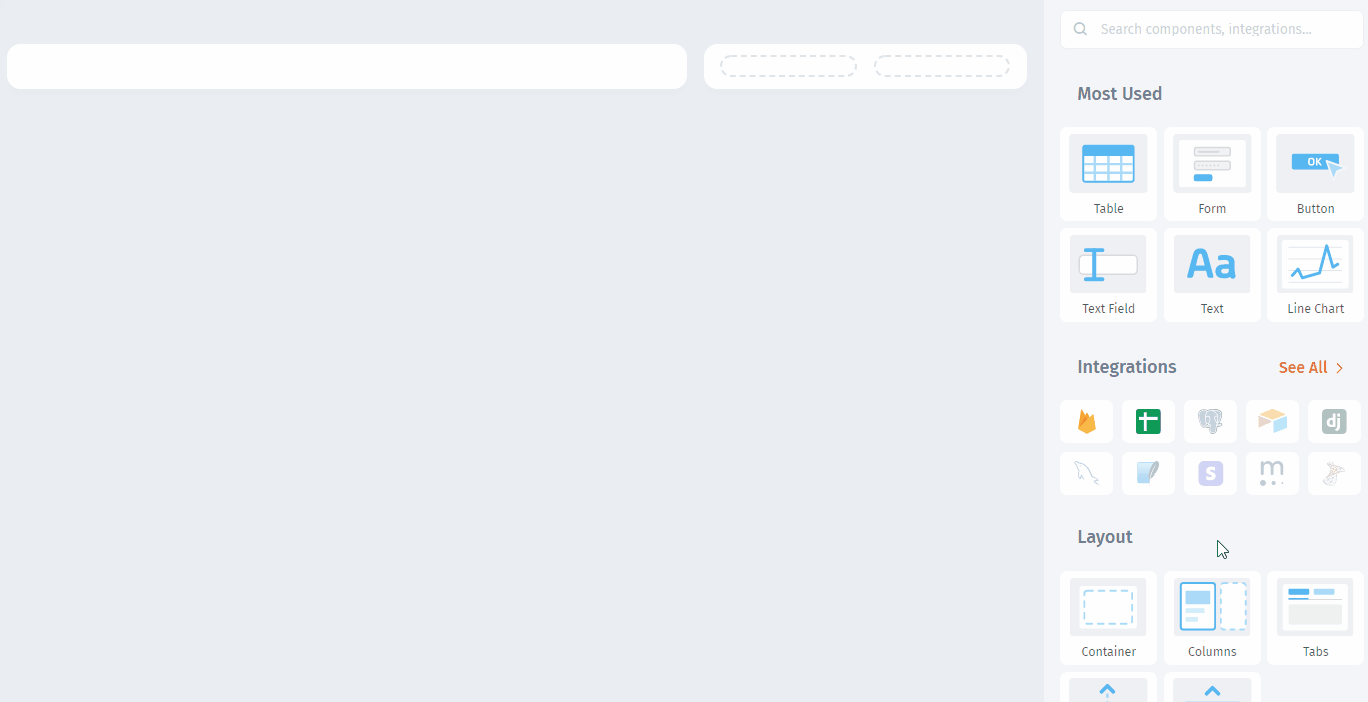 Search components, integrations...
Most Used
OK
Table
Form
Button
Aa
Text Field
Text
Line Chart
Integrations
See All
dj
S
m
Layout
Container
Columns
Tabs